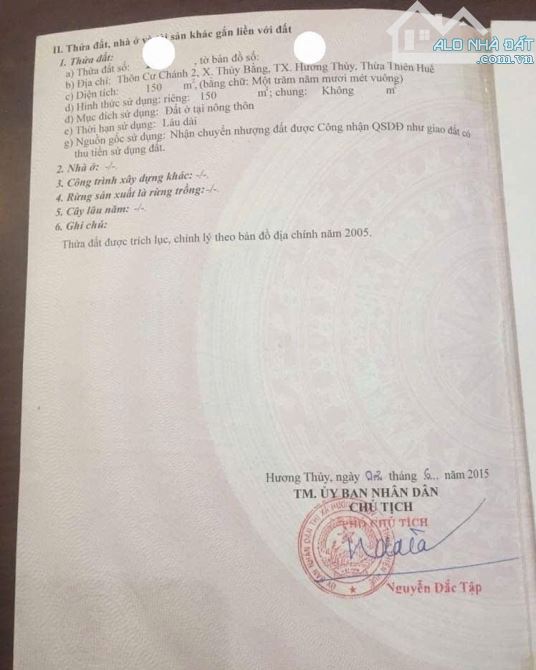 ALO NHÀ ĐẤT
II. Thửa đất, nhà ở và tài sản khác gắn liền với đất
1. Thửa đất:
a) Thửa đất số: , tờ bản đồ số:
b) Địa chỉ: Thôn Cư Chánh 2, X. Thủy Bằng, TX. Hương Thủy, Thừa Thiên Huế
c) Diện tích: 150 m², (bằng chữ: Một trăm năm mươi mét vuông)
d) Hình thức sử dụng: riêng: 150 m²; chung: Không m²
đ) Mục đích sử dụng: Đất ở tại nông thôn
e) Thời hạn sử dụng: Lâu dài
g) Nguồn gốc sử dụng: Nhận chuyển nhượng đất được Công nhận QSDĐ như giao đất có
thu tiền sử dụng đất.
2. Nhà ở: -/-.
3. Công trình xây dựng khác: -/-.
4. Rừng sản xuất là rừng trồng:-/-.
5. Cây lâu năm: -/-.
6. Ghi chú:
Thửa đất được trích lục, chỉnh lý theo bản đồ địa chính năm 2005.
Hương Thủy, ngày tháng 6 năm 2015
TM. ỦY BAN NHÂN DÂN
CHỦ TỊCH
PHÓ CHỦ TỊCH
Nguyễn Đắc Tập